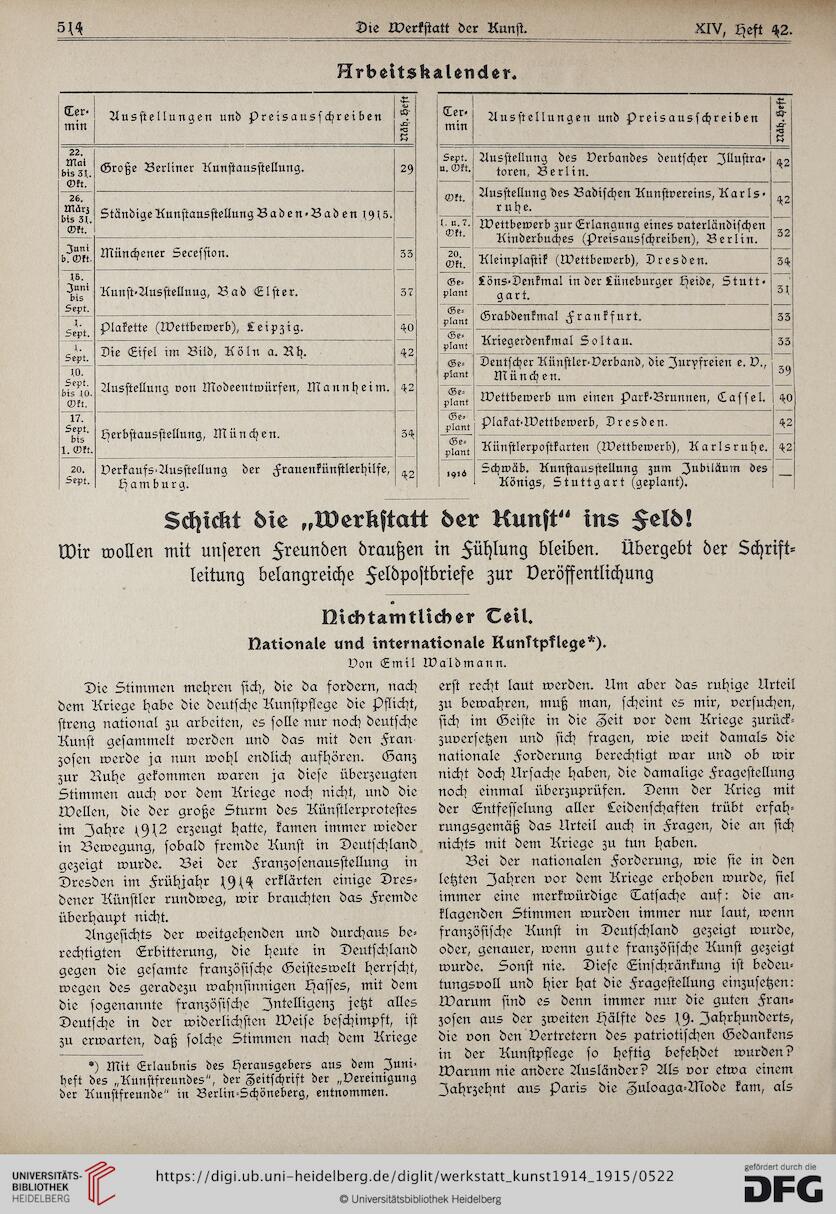 514
Die Werkstatt der Kunst.
XIV, Heft 42.
Arbeitskalender.
Ter-
min
Ausstellungen und Preisausschreiben
Näh. Heft
22.
Mai
bis 31.
Okt.
Große Berliner Kunstausstellung.
29
26.
März
bis 31.
Okt.
Ständige Kunstausstellung Baden-Baden 1915.
Juni
b. Okt.
Münchener Secession.
33
15.
Juni
bis
Sept.
Kunst-Ausstellnug, Bad Elster.
37
1.
Sept.
Plakette (Wettbewerb), Leipzig.
40
1.
Sept.
Die Eifel im Bild, Köln a. Rh.
42
10.
Sept.
bis 10.
Okt.
Ausstellung von Modeentwürfen, Mannheim.
42
17.
Sept.
bis
1. Okt.
Herbstausstellung, München.
34
20.
Sept.
Verkaufs-Ausstellung der Frauenkünstlerhilfe,
Hamburg.
42
Ter-
min
Ausstellungen und Preisausschreiben
Näh. Heft
Sept.
u. Okt.
Ausstellung des Verbandes deutscher Illustra-
toren, Berlin.
42
Okt.
Ausstellung des Badischen Kunstvereins, Karls-
ruhe.
42
1. u. 7.
Okt.
Wettbewerb zur Erlangung eines vaterländischen
Kinderbuches (Preisausschreiben), Berlin.
32
20.
Okt.
Kleinplastik (Wettbewerb), Dresden.
34
Ge-
plant
Löns-Denkmal in der Lüneburger Heide, Stutt-
gart.
31
Ge-
plant
Grabdenkmal Frankfurt.
33
Ge-
plant
Kriegerdenkmal Soltau.
33
Ge-
plant
Deutscher Künstler-Verband, die Juryfreien e. V.,
München.
39
Ge-
plant
Wettbewerb um einen Park-Brunnen, Cassel.
40
Ge-
plant
Plakat-Wettbewerb, Dresden.
42
Ge-
plant
Künstlerpostkarten (Wettbewerb), Karlsruhe.
42
1916
Schwäb. Kunstausstellung zum Jubiläum des
Königs, Stuttgart (geplant).
—
Schickt die „Werkstatt der Kunst“ ins Feld!
Wir wollen mit unseren Freunden draußen in Fühlung bleiben. Übergebt der Schrift-
leitung belangreiche Feldpostbriefe zur Veröffentlichung
Nichtamtlicher Teil.
Nationale und internationale Kunstpflege*).
Von Emil Waldmann.
Die Stimmen mehren sich, die da fordern, nach
dem Kriege habe die deutsche Kunstpflege die Pflicht,
streng national zu arbeiten, es solle nur noch deutsche
Kunst gesammelt werden und das mit den Fran
zosen werde ja nun wohl endlich aufhören. Ganz
zur Ruhe gekommen waren ja diese überzeugten
Stimmen auch vor dem Kriege noch nicht, und die
Wellen, die der große Sturm des Künstlerprotestes
im Jahre 1912 erzeugt hatte, kamen immer wieder
in Bewegung, sobald fremde Kunst in Deutschland
gezeigt wurde. Bei der Franzosenausstellung in
Dresden im Frühjahr 1914 erklärten einige Dres-
dener Künstler rundweg, wir brauchten das Fremde
überhaupt nicht.
Angesichts der weitgehenden und durchaus be-
rechtigten Erbitterung, die heute in Deutschland
gegen die gesamte französische Geisteswelt herrscht,
wegen des geradezu wahnsinnigen Hasses, mit dem
die sogenannte französische Intelligenz jetzt alles
Deutsche in der widerlichsten Weise beschimpft, ist
zu erwarten, daß solche Stimmen nach dem Kriege
*) Mit Erlaubnis des Herausgebers aus dem Juni-
heft des „Kunstfreundes“, der Zeitschrift der „Vereinigung
der Kunstfreunde“ in Berlin-Schöneberg, entnommen.
erst recht laut werden. Um aber das ruhige Urteil
zu bewahren, muß man, scheint es mir, versuchen,
sich im Geiste in die Zeit vor dem Kriege zurück-
zuversetzen und sich fragen, wie weit damals die
nationale Forderung berechtigt war und ob wir
nicht doch Ursache haben, die damalige Fragestellung
noch einmal überzuprüfen. Denn der Krieg mit
der Entfesselung aller Leidenschaften trübt erfah-
rungsgemäß das Urteil auch in Fragen, die an sich
nichts mit dem Kriege zu tun haben.
Bei der nationalen Forderung, wie sie in den
letzten Jahren vor dem Kriege erhoben wurde, fiel
immer eine merkwürdige Tatsache auf: die an-
klagenden Stimmen wurden immer nur laut, wenn
französische Kunst in Deutschland gezeigt wurde,
oder, genauer, wenn gute französische Kunst gezeigt
wurde. Sonst nie. Diese Einschränkung ist bedeu-
tungsvoll und hier hat die Fragestellung einzusetzen:
Warum sind es denn immer nur die guten Fran-
zosen aus der zweiten Hälfte des 19. Jahrhunderts,
die von den Vertretern des patriotischen Gedankens
in der Kunstpflege so heftig befehdet wurden?
Warum nie andere Ausländer? Als vor etwa einem
Jahrzehnt aus Paris die Zuloaga-Mode kam, als
UNIVERSITÄTS-
BIBLIOTHEK
HEIDELBERG
https://digi.ub.uni-heidelberg.de/diglit/werkstatt_kunst1914_1915/0522
© Universitätsbibliothek Heidelberg
gefördert durch die
DFG